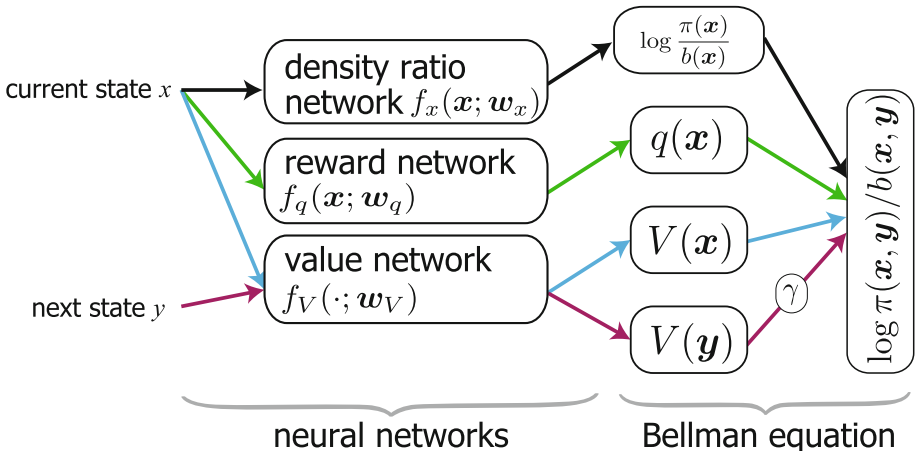 current state x
next state y
density ratio
network f_x(x; w_x)
reward network
f_q(x; w_q)
value network
f_V(·; w_V)
log π(x)/b(x)
q(x)
V(x)
V(y)
γ
log π(x, y)/b(x, y)
neural networks
Bellman equation